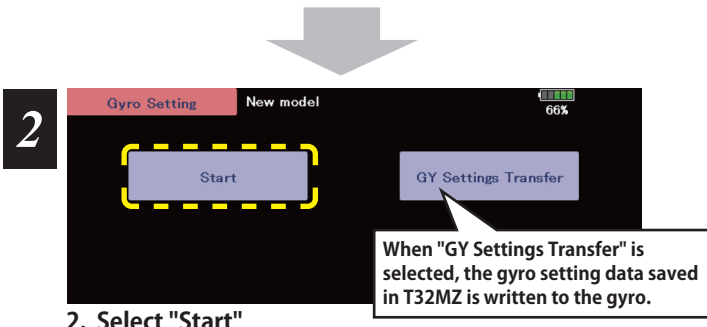 2
Gyro Setting New model
66%
Start GY Settings Transfer
When "GY Settings Transfer" is
selected, the gyro setting data saved
in T32MZ is written to the gyro.
2. Select "Start"